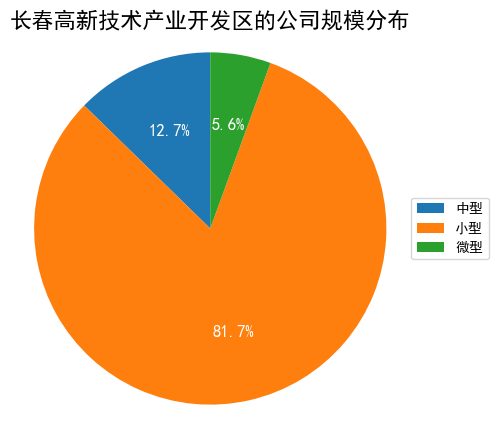 长春高新技术产业开发区的公司规模分布
12.7%
5.6%
81.7%
中型
小型
微型